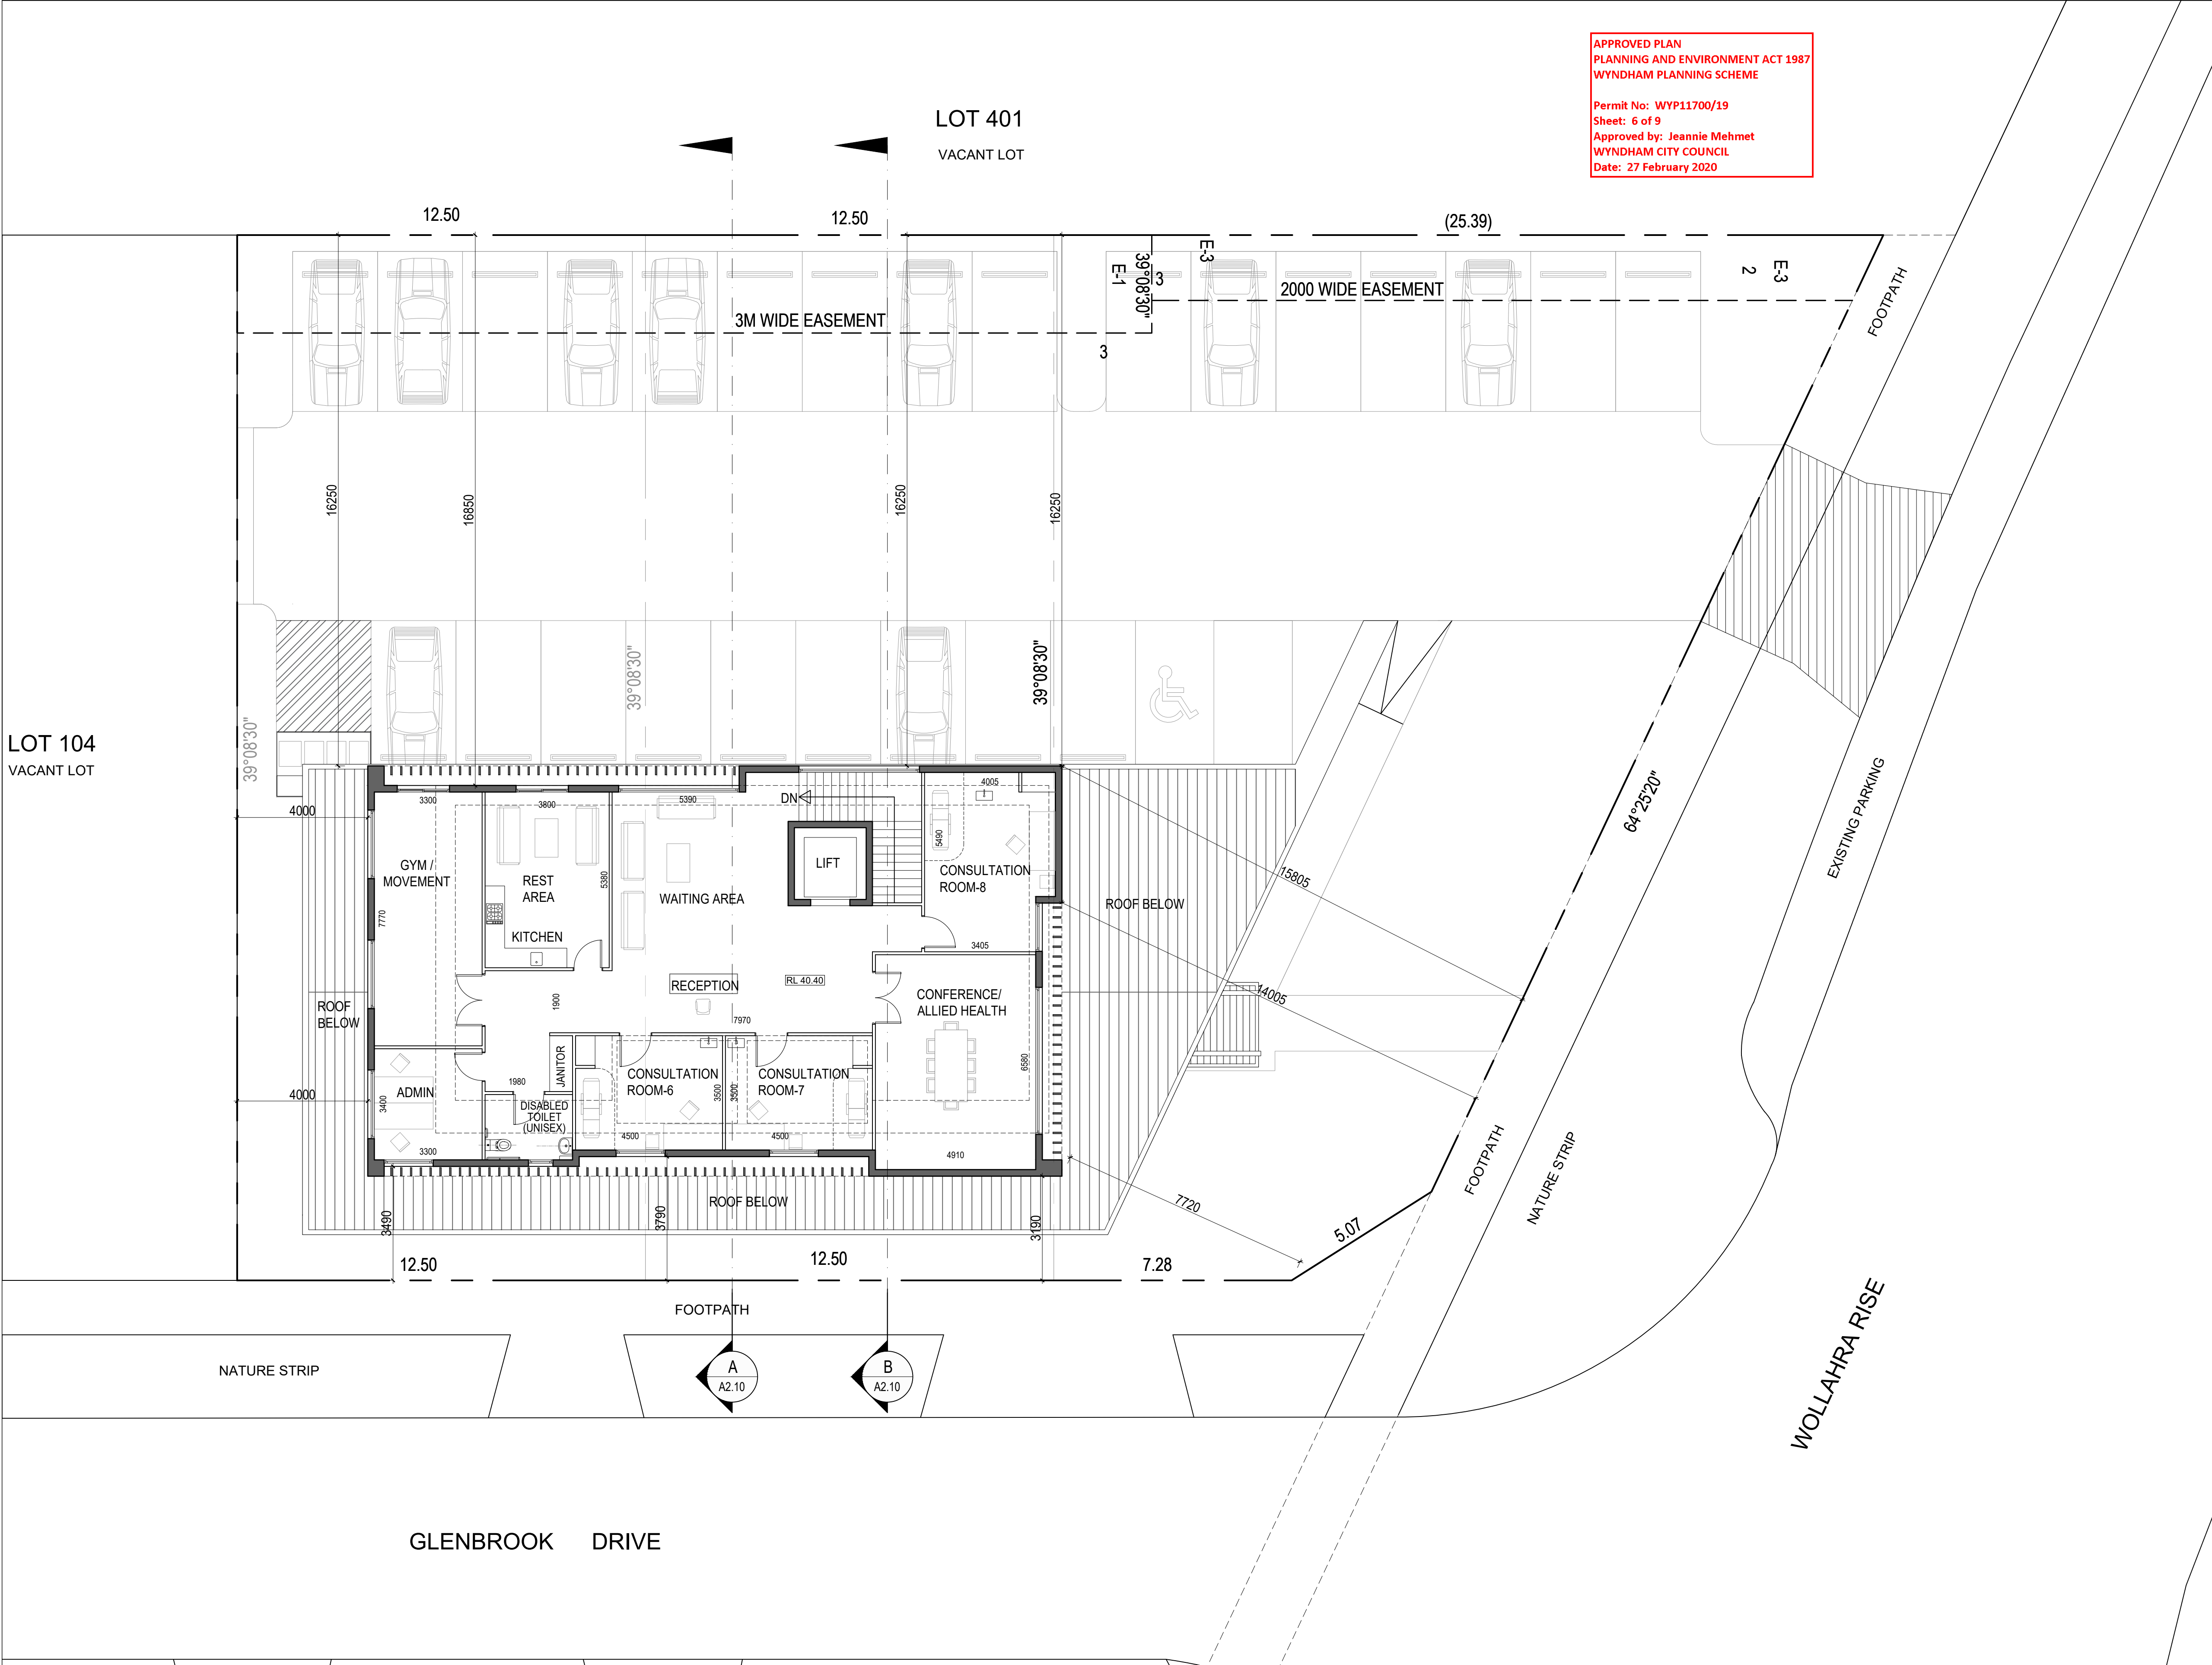 APPROVED PLAN
PLANNING AND ENVIRONMENT ACT 1987
WYNDHAM PLANNING SCHEME
Permit No: WYP11700/19
Sheet: 6 of 9
Approved by: Jeannie Mehmet
WYNDHAM CITY COUNCIL
Date: 27 February 2020
LOT 401
VACANT LOT
12.50
12.50
(25.39)
E-3
E-1
39°08'30"
3
2
E-3
2000 WIDE EASEMENT
3M WIDE EASEMENT
3
FOOTPATH
16250
16850
16250
16250
39°08'30"
39°08'30"
39°08'30"
LOT 104
VACANT LOT
64°25'20"
EXISTING PARKING
4000
3300
3800
5390
DN
4005
5490
LIFT
GYM /
MOVEMENT
REST
AREA
5380
WAITING AREA
CONSULTATION
ROOM-8
15805
ROOF BELOW
7770
KITCHEN
3405
RECEPTION
RL 40.40
1900
CONFERENCE/
ALLIED HEALTH
14005
ROOF
BELOW
7970
6580
JANITOR
CONSULTATION
ROOM-6
3500
3500
CONSULTATION
ROOM-7
1980
4000
ADMIN
3400
DISABLED
TOILET
(UNISEX)
4500
4500
3300
4910
FOOTPATH
NATURE STRIP
ROOF BELOW
7720
3490
3790
3190
5.07
12.50
12.50
7.28
FOOTPATH
NATURE STRIP
A
A2.10
B
A2.10
WOLLAHRA RISE
GLENBROOK DRIVE